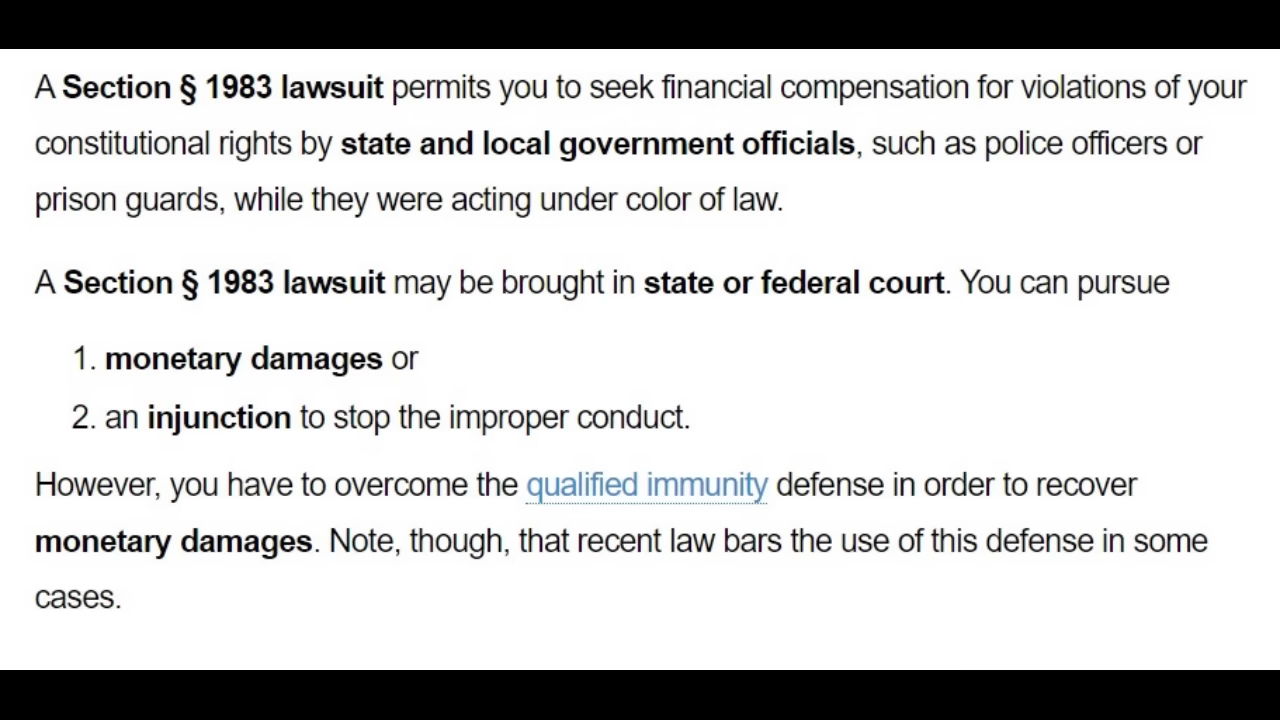 A Section § 1983 lawsuit permits you to seek financial compensation for violations of your
constitutional rights by state and local government officials, such as police officers or
prison guards, while they were acting under color of law.
A Section § 1983 lawsuit may be brought in state or federal court. You can pursue
1. monetary damages or
2. an injunction to stop the improper conduct.
However, you have to overcome the qualified immunity defense in order to recover
monetary damages. Note, though, that recent law bars the use of this defense in some
cases.